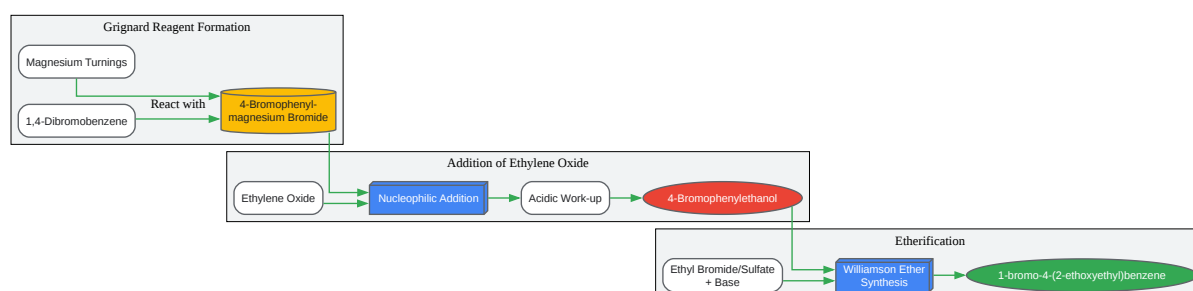 Grignard Reagent Formation
Magnesium Turnings
React with
1,4-Dibromobenzene
4-Bromophenyl-
magnesium Bromide
Addition of Ethylene Oxide
Ethylene Oxide
Nucleophilic Addition
Acidic Work-up
4-Bromophenylethanol
Etherification
Ethyl Bromide/Sulfate
+ Base
Williamson Ether
Synthesis
1-bromo-4-(2-ethoxyethyl)benzene